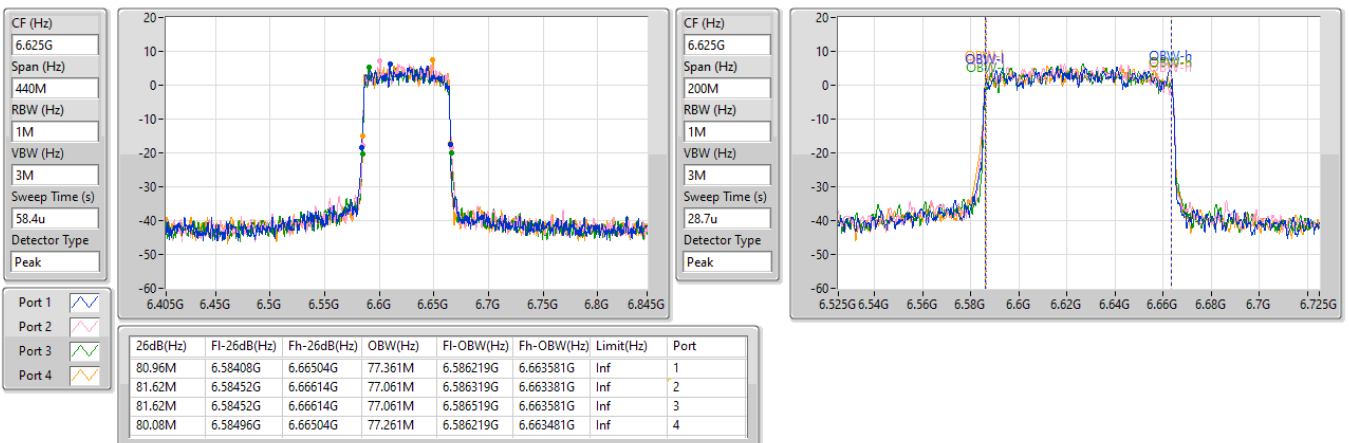 CF (Hz)
6.625G
Span (Hz)
440M
RBW (Hz)
1M
VBW (Hz)
3M
Sweep Time (s)
58.4u
Detector Type
Peak
20
10
0
-10
-20
-30
-40
-50
-60
6.405G 6.45G 6.5G 6.55G 6.6G 6.65G 6.7G 6.75G 6.8G 6.845G
CF (Hz)
6.625G
Span (Hz)
200M
RBW (Hz)
1M
VBW (Hz)
3M
Sweep Time (s)
28.7u
Detector Type
Peak
20
10
0
-10
-20
-30
-40
-50
-60
OBW-l OBW-h
6.525G 6.54G 6.56G 6.58G 6.6G 6.62G 6.64G 6.66G 6.68G 6.7G 6.725G
Port 1
Port 2
Port 3
Port 4
26dB(Hz) Fl-26dB(Hz) Fh-26dB(Hz) OBW(Hz) Fl-OBW(Hz) Fh-OBW(Hz) Limit(Hz) Port
80.96M 6.58408G 6.66504G 77.361M 6.586219G 6.663581G Inf 1
81.62M 6.58452G 6.66614G 77.061M 6.586319G 6.663381G Inf 2
81.62M 6.58452G 6.66614G 77.061M 6.586519G 6.663581G Inf 3
80.08M 6.58496G 6.66504G 77.261M 6.586219G 6.663481G Inf 4